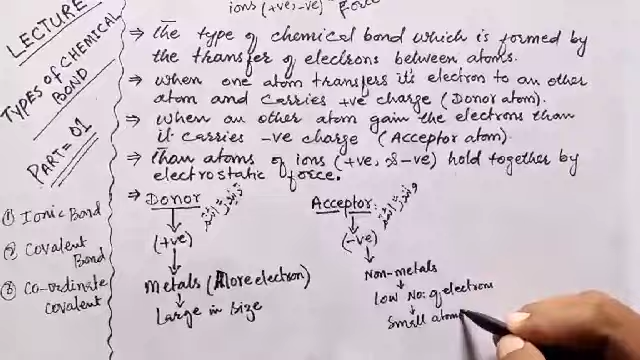 ions (+ve,-ve) force
LECTURE
TYPES OF CHEMICAL
BOND
PART= 01
① Ionic Bond
② Covalent
Bond
③ Co-ordinate
covalent
⇒ The type of chemical bond which is formed by
the transfer of electrons between atoms.
⇒ when one atom transfers it's electron to an other
atom and carries +ve charge (Donor atom).
⇒ when an other atom gain the electrons than
it carries -ve charge (Acceptor atom).
⇒ Than atoms of ions (+ve, & -ve) hold together by
electrostatic force.
⇒ Donor Acceptor
(+ve) (-ve)
Metals (More electron) Non-metals
Large in size Low No: of electrons
Small atom